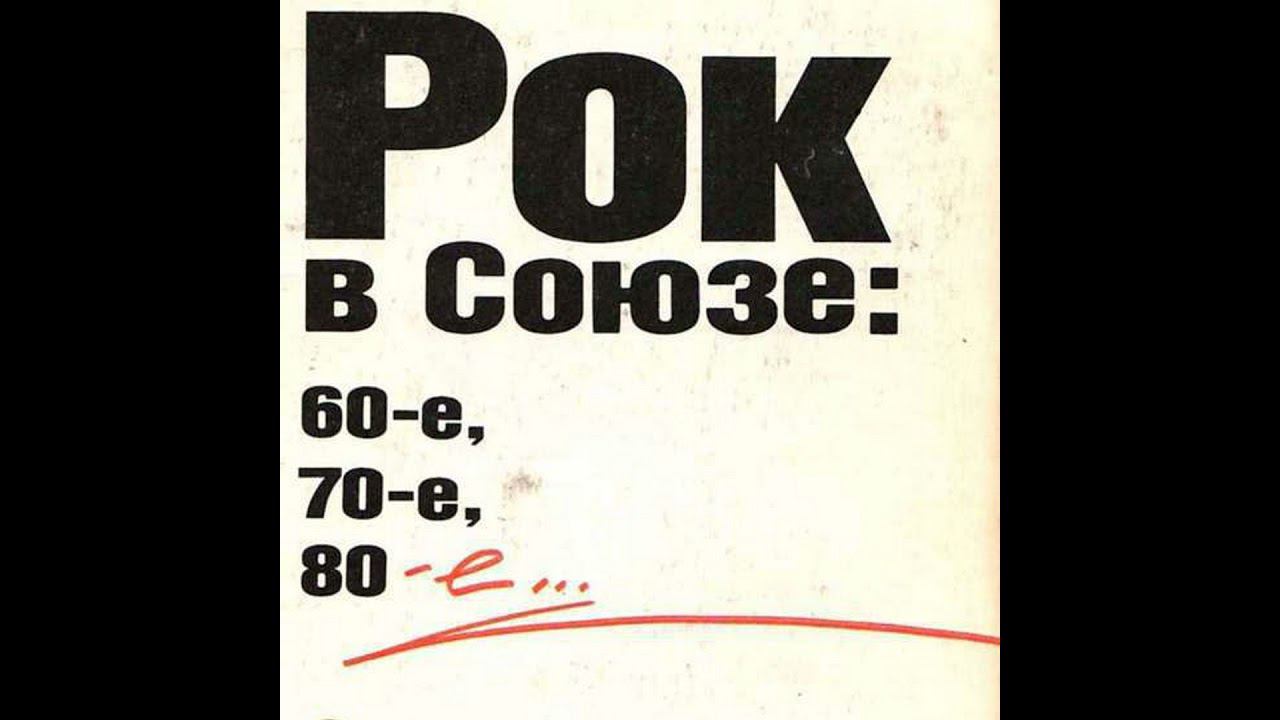 Рок
в Союзе:
60-е,
70-е,
80-е...